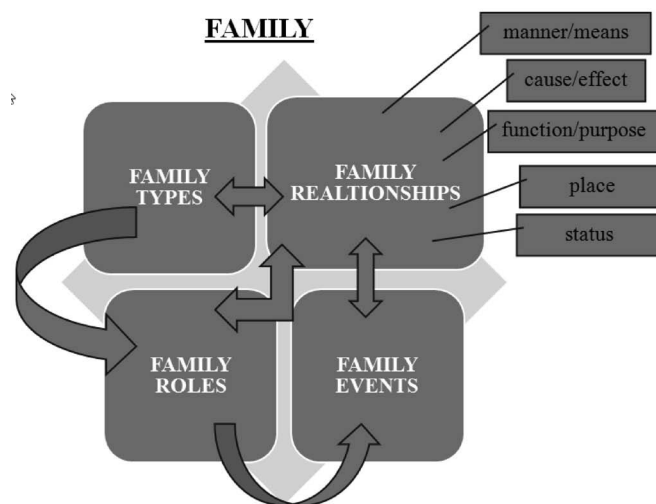 FAMILY
manner/means
cause/effect
function/purpose
place
status
FAMILY
TYPES
FAMILY
REALTIONSHIPS
FAMILY
ROLES
FAMILY
EVENTS